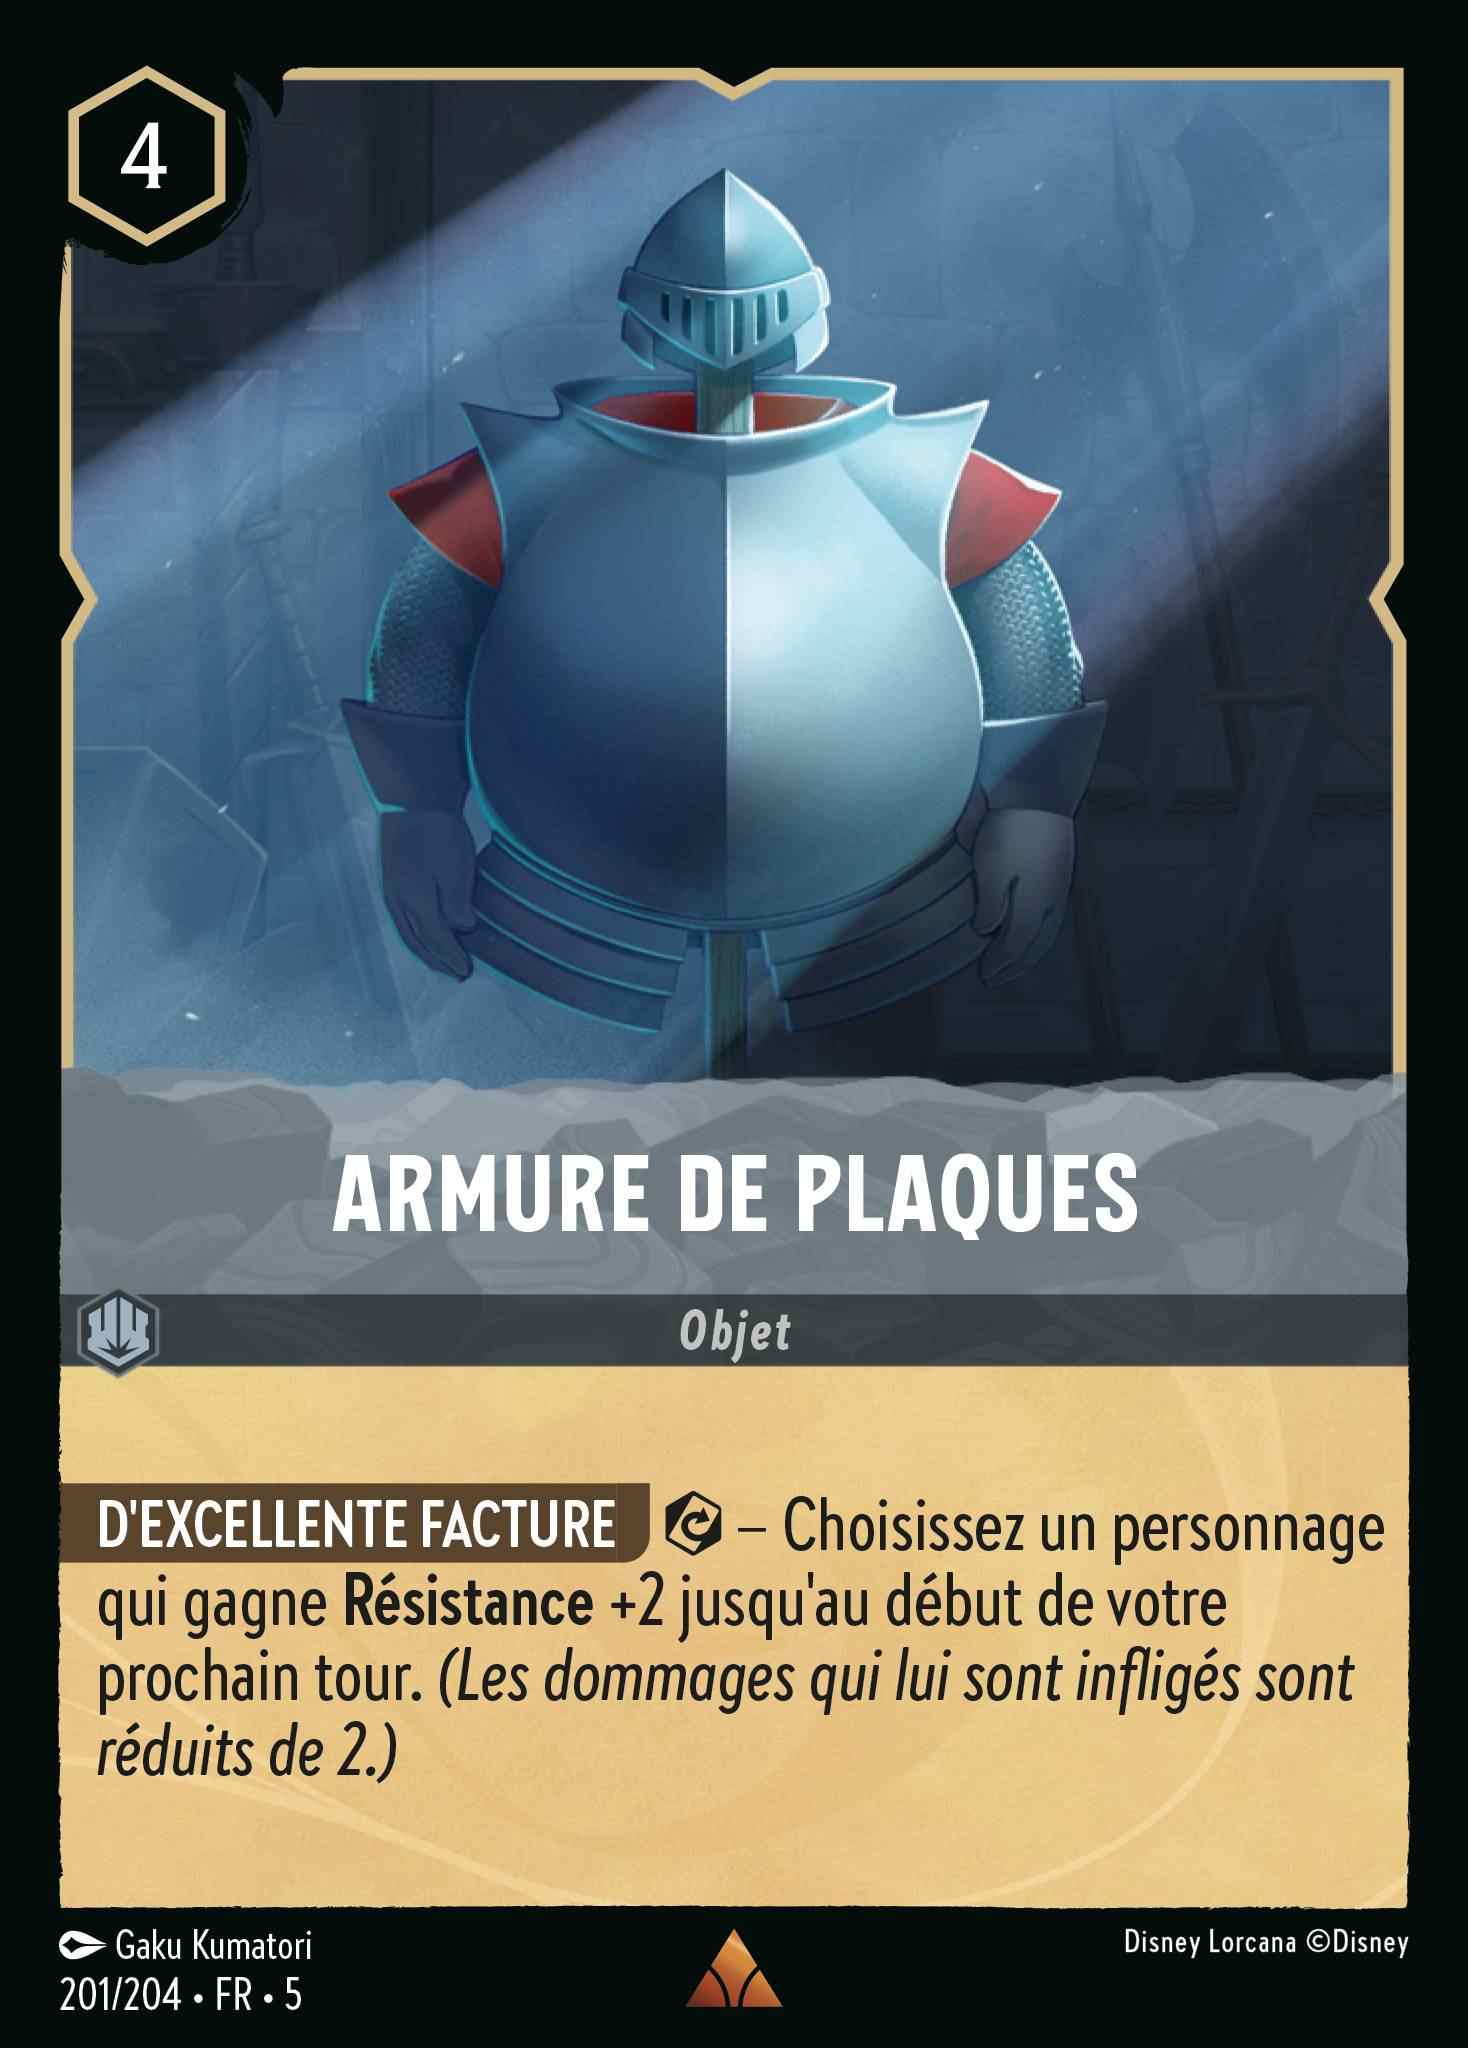 4
ARMURE DE PLAQUES
Objet
D'EXCELLENTE FACTURE – Choisissez un personnage
qui gagne Résistance +2 jusqu'au début de votre
prochain tour. (Les dommages qui lui sont infligés sont
réduits de 2.)
Gaku Kumatori
Disney Lorcana ©Disney
201/204 • FR • 5